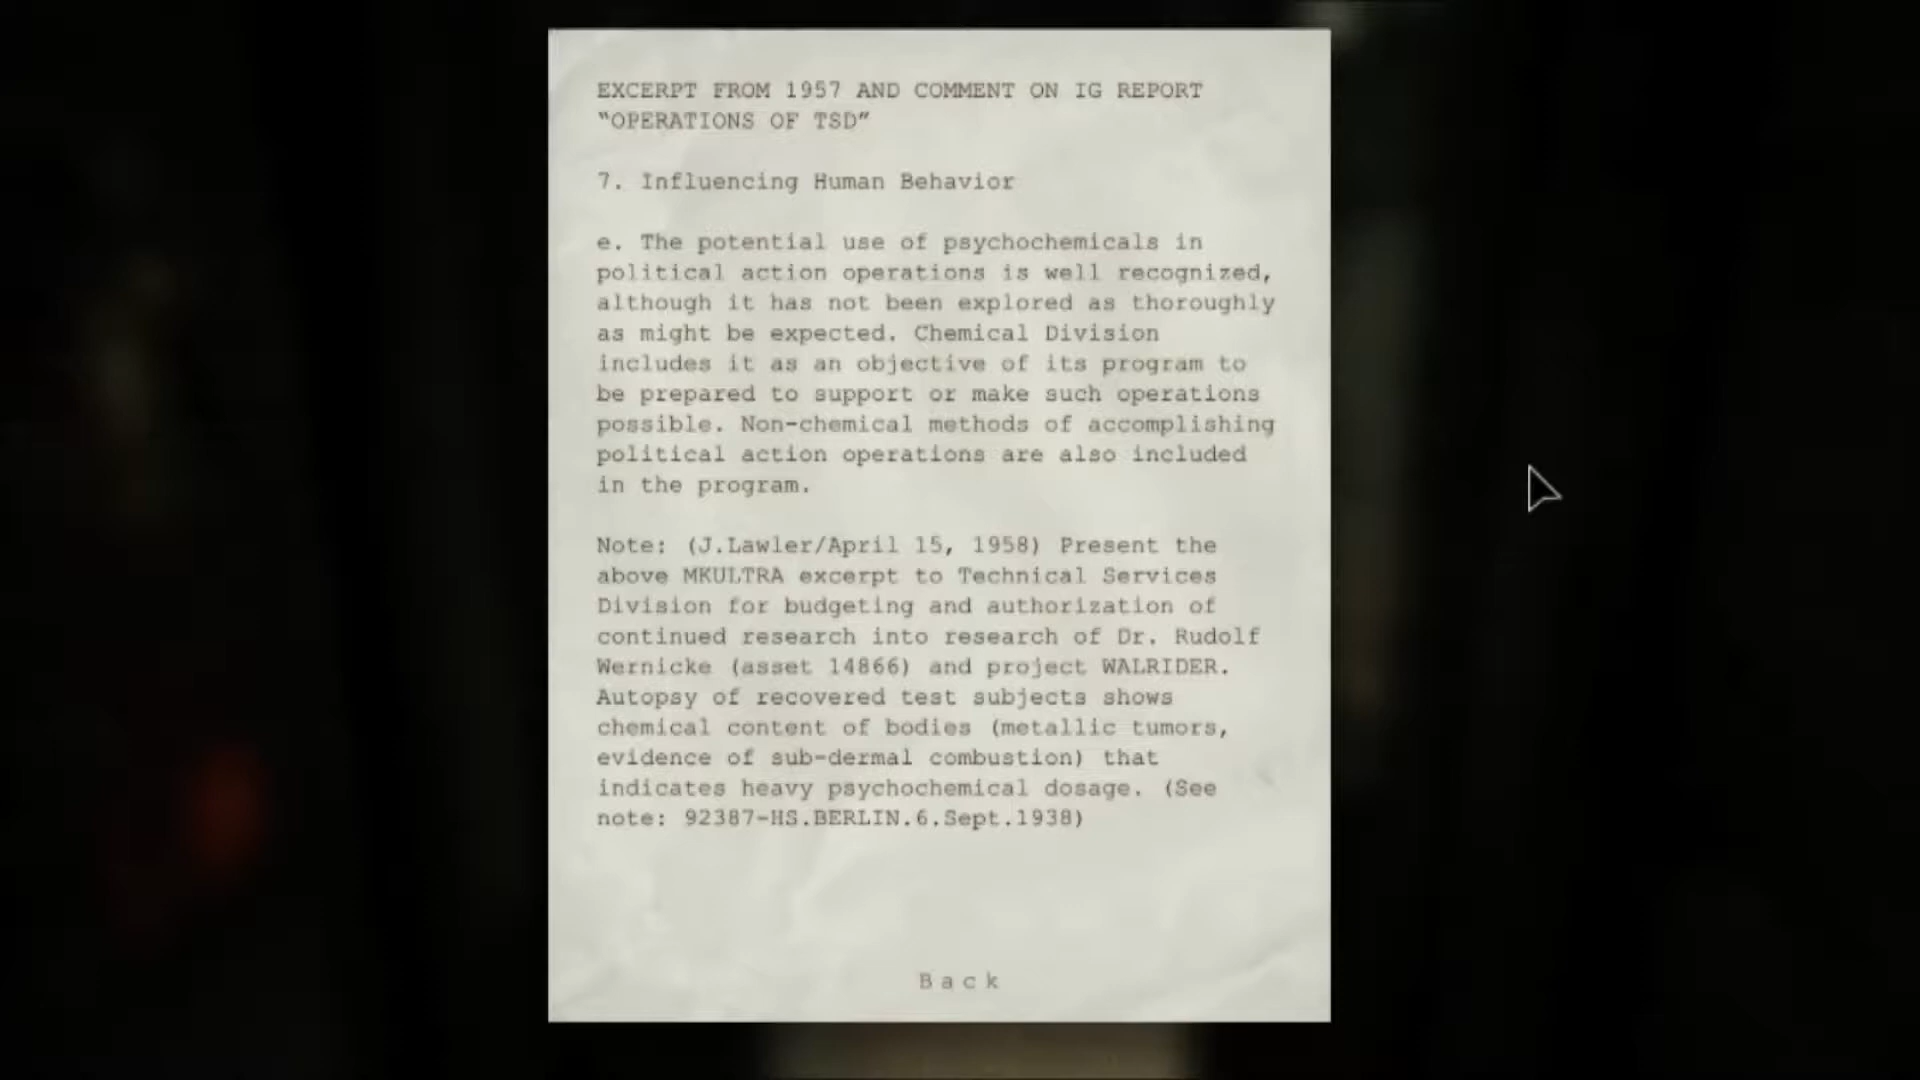 EXCERPT FROM 1957 AND COMMENT ON IG REPORT
“OPERATIONS OF TSD”
7. Influencing Human Behavior
e. The potential use of psychochemicals in
political action operations is well recognized,
although it has not been explored as thoroughly
as might be expected. Chemical Division
includes it as an objective of its program to
be prepared to support or make such operations
possible. Non-chemical methods of accomplishing
political action operations are also included
in the program.
Note: (J.Lawler/April 15, 1958) Present the
above MKULTRA excerpt to Technical Services
Division for budgeting and authorization of
continued research into research of Dr. Rudolf
Wernicke (asset 14866) and project WALRIDER.
Autopsy of recovered test subjects shows
chemical content of bodies (metallic tumors,
evidence of sub-dermal combustion) that
indicates heavy psychochemical dosage. (See
note: 92387-HS.BERLIN.6.Sept.1938)
Back